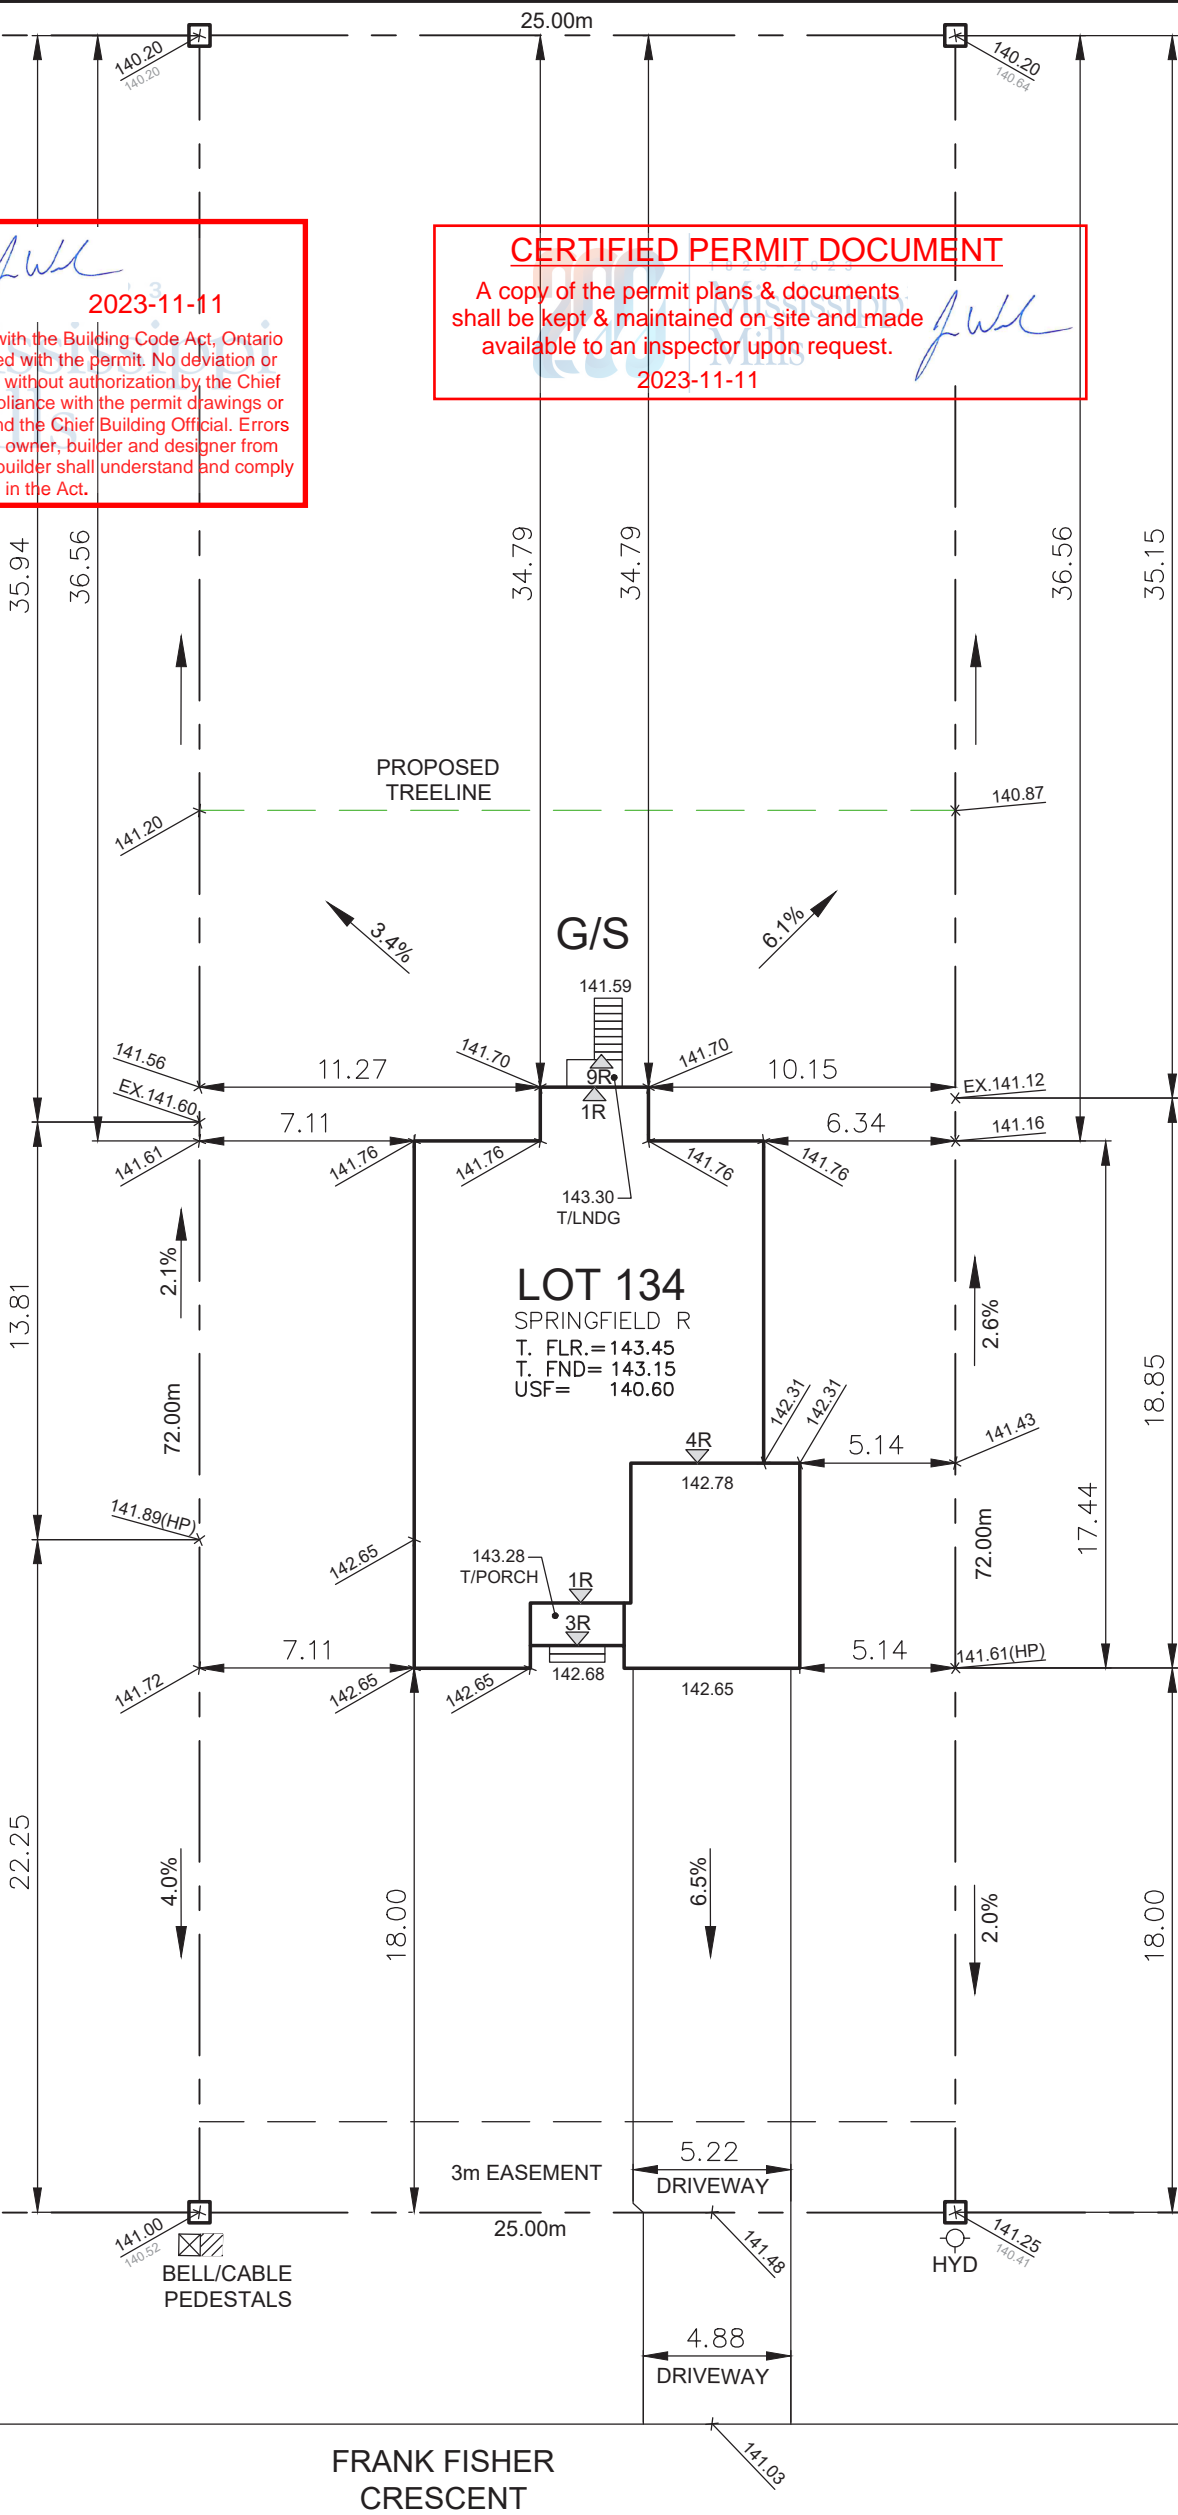 25.00m
140.20
140.20
140.20
140.64
2023-11-11
with the Building Code Act, Ontario
ed with the permit. No deviation or
without authorization by the Chief
pliance with the permit drawings or
nd the Chief Building Official. Errors
owner, builder and designer from
builder shall understand and comply
in the Act.
CERTIFIED PERMIT DOCUMENT
A copy of the permit plans & documents
shall be kept & maintained on site and made
available to an inspector upon request.
2023-11-11
Mississippi
Mills
35.94
36.56
34.79
34.79
36.56
35.15
PROPOSED
TREELINE
141.20
140.87
3.4%
G/S
6.1%
141.59
141.56
11.27
141.70
9R
141.70
10.15
EX.141.60
1R
EX.141.12
7.11
6.34
141.16
141.61
141.76
141.76
141.76
141.76
143.30
T/LNDG
2.1%
LOT 134
SPRINGFIELD R
T. FLR.=143.45
T. FND= 143.15
USF= 140.60
13.81
2.6%
18.85
72.00m
142.31
142.31
4R
5.14
141.43
142.78
141.89(HP)
142.65
143.28
T/PORCH
1R
3R
72.00m
17.44
7.11
5.14
141.61(HP)
141.72
142.65
142.65
142.68
142.65
22.25
4.0%
18.00
6.5%
2.0%
18.00
5.22
3m EASEMENT
DRIVEWAY
25.00m
141.00
140.52
141.48
141.25
140.41
BELL/CABLE
PEDESTALS
HYD
4.88
DRIVEWAY
141.03
FRANK FISHER
CRESCENT